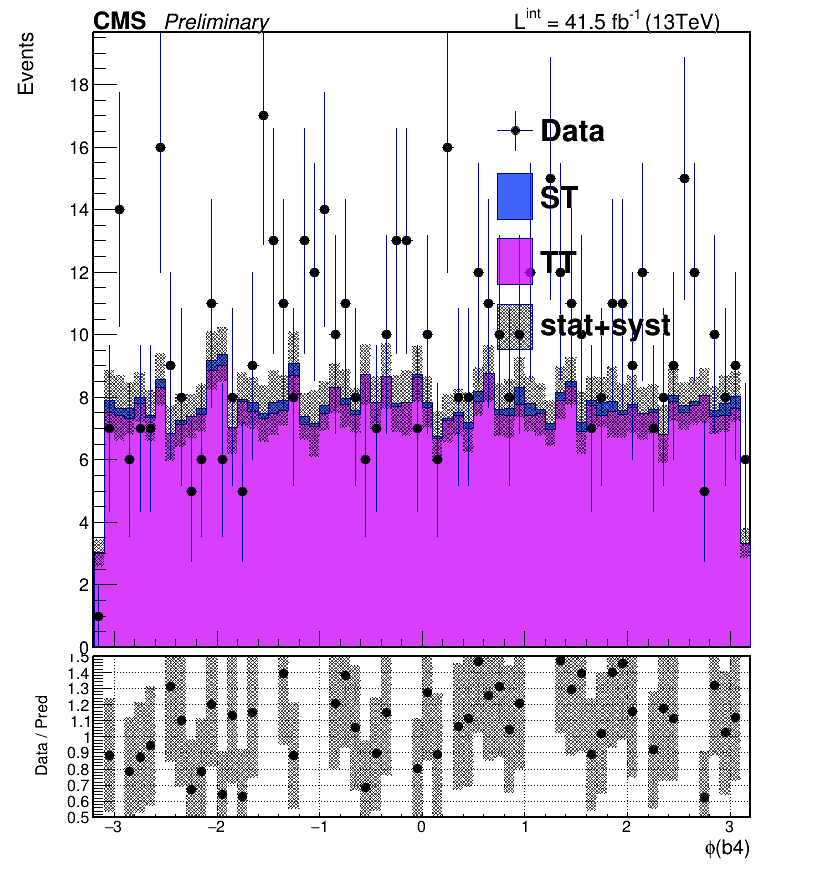 CMS Preliminary L^int = 41.5 fb^-1 (13TeV)
Events
18
16
14
12
10
8
6
4
2
0
Data
ST
TT
stat+syst
Data / Pred
1.5
1.4
1.3
1.2
1.1
1
0.9
0.8
0.7
0.6
0.5
−3 −2 −1 0 1 2 3
ϕ(b4)